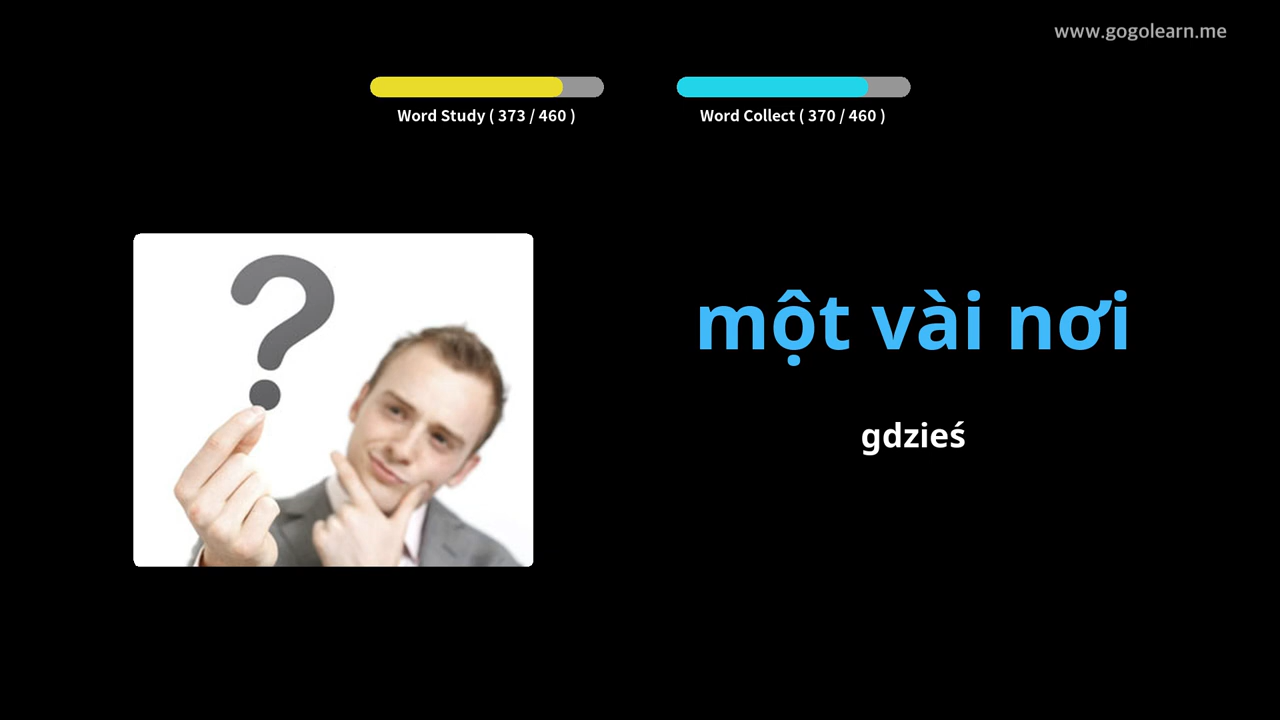 www.gogolearn.me
Word Study ( 373 / 460 )
Word Collect ( 370 / 460 )
một vài nơi
gdzieś